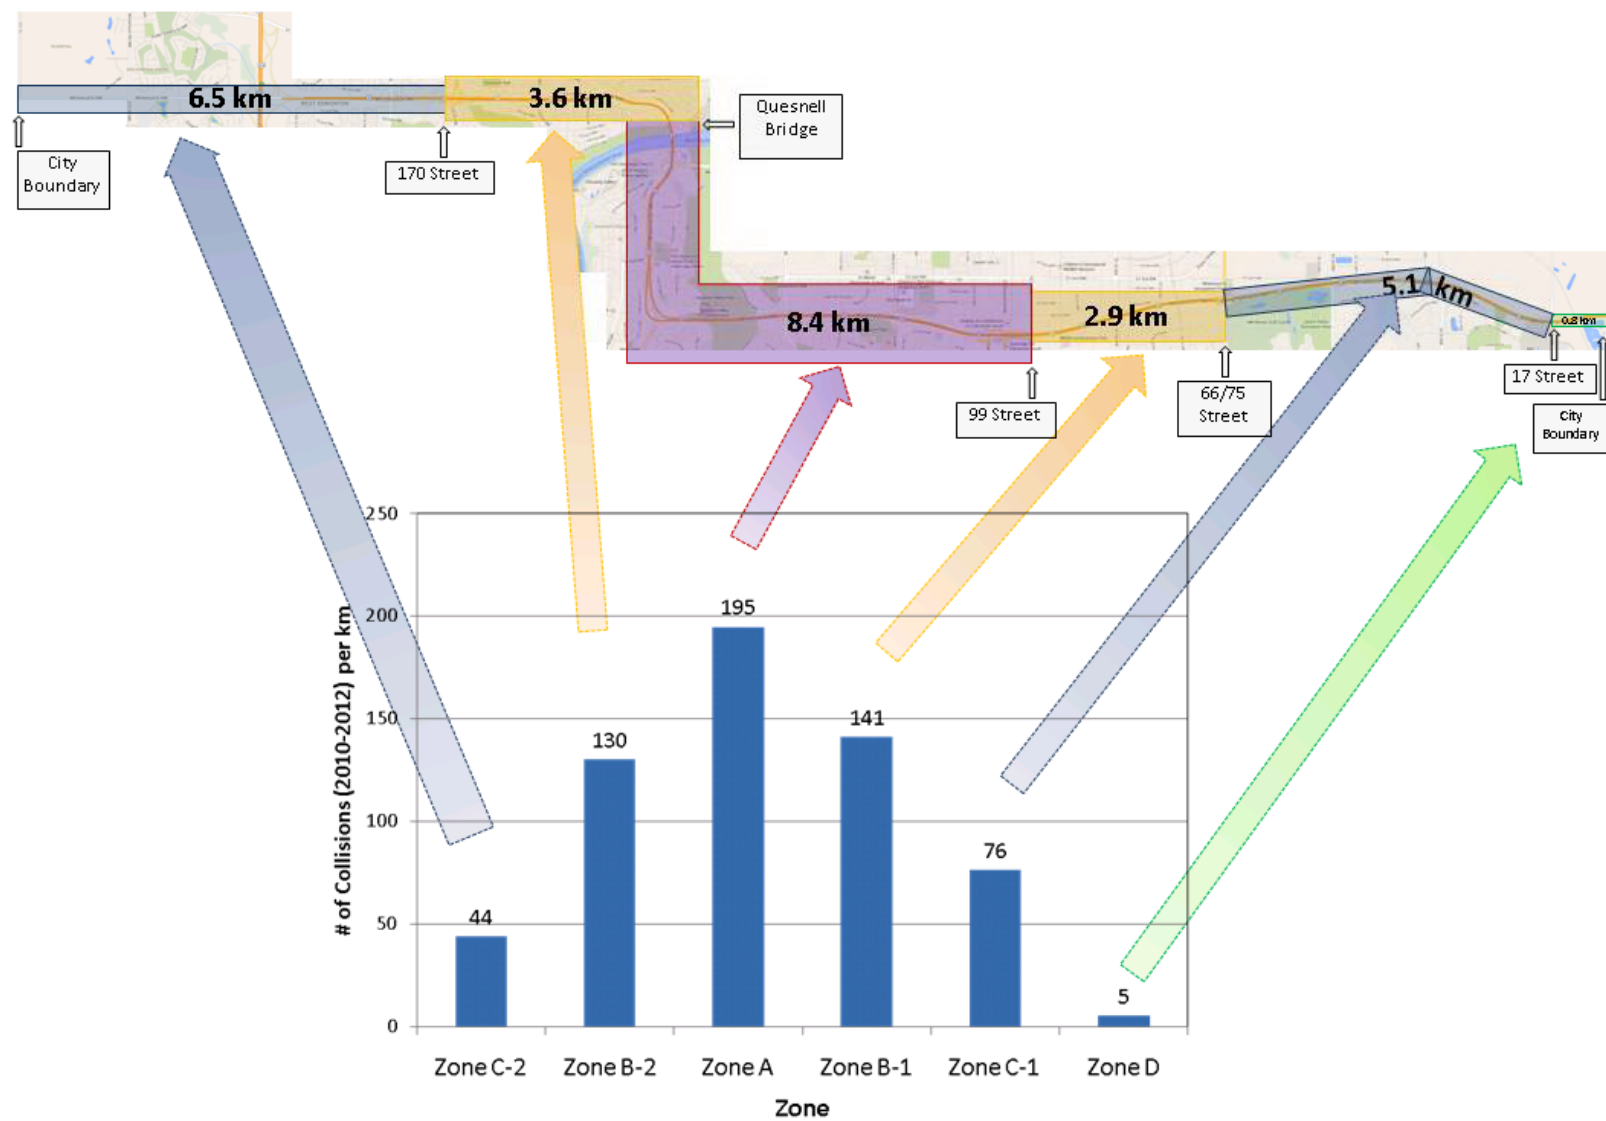 6.5 km
3.6 km
Quesnell
Bridge
City
Boundary
170 Street
5.1 km
8.4 km
2.9 km
0.8 km
99 Street
66/75
Street
17 Street
City
Boundary
# of Collisions (2010-2012) per km
250
200
150
100
50
0
44
130
195
141
76
5
Zone C-2
Zone B-2
Zone A
Zone B-1
Zone C-1
Zone D
Zone